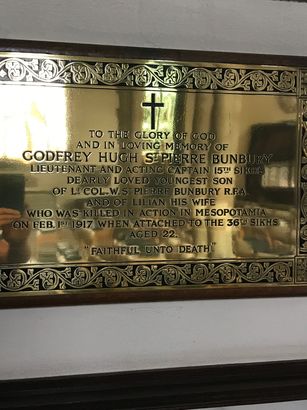 TO THE GLORY OF GOD
AND IN LOVING MEMORY OF
GODFREY HUGH ST PIERRE BUNBURY
LIEUTENANT AND ACTING CAPTAIN 15TH SIKHS
DEARLY LOVED YOUNGEST SON
OF LT COL. W. ST PIERRE BUNBURY R.F.A.
AND OF LILIAN HIS WIFE
WHO WAS KILLED IN ACTION IN MESOPOTAMIA
ON FEB. 1ST 1917 WHEN ATTACHED TO THE 36TH SIKHS
AGED 22.
"FAITHFUL UNTO DEATH"